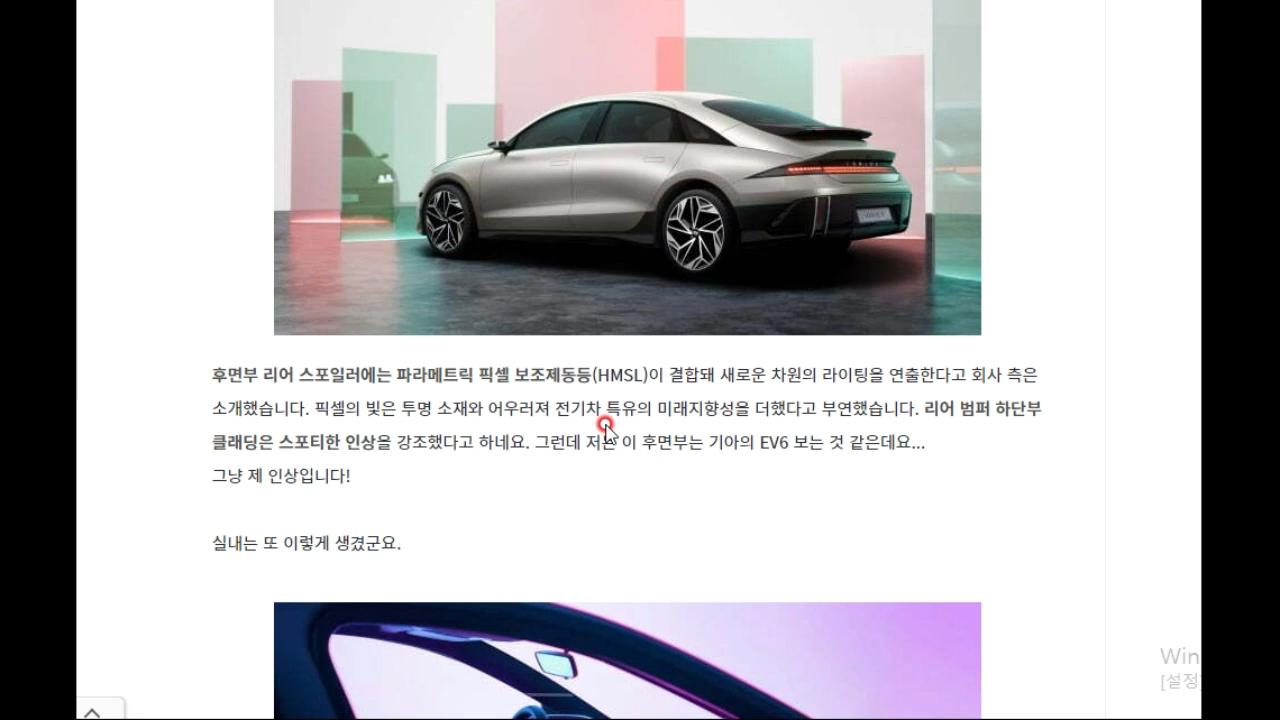 후면부 리어 스포일러에는 파라메트릭 픽셀 보조제동등(HMSL)이 결합돼 새로운 차원의 라이팅을 연출한다고 회사 측은
소개했습니다. 픽셀의 빛은 투명 소재와 어우러져 전기차 특유의 미래지향성을 더했다고 부연했습니다. 리어 범퍼 하단부
클래딩은 스포티한 인상을 강조했다고 하네요. 그런데 저는 이 후면부는 기아의 EV6 보는 것 같은데요...
그냥 제 인상입니다!
실내는 또 이렇게 생겼군요.
Win
[설정]